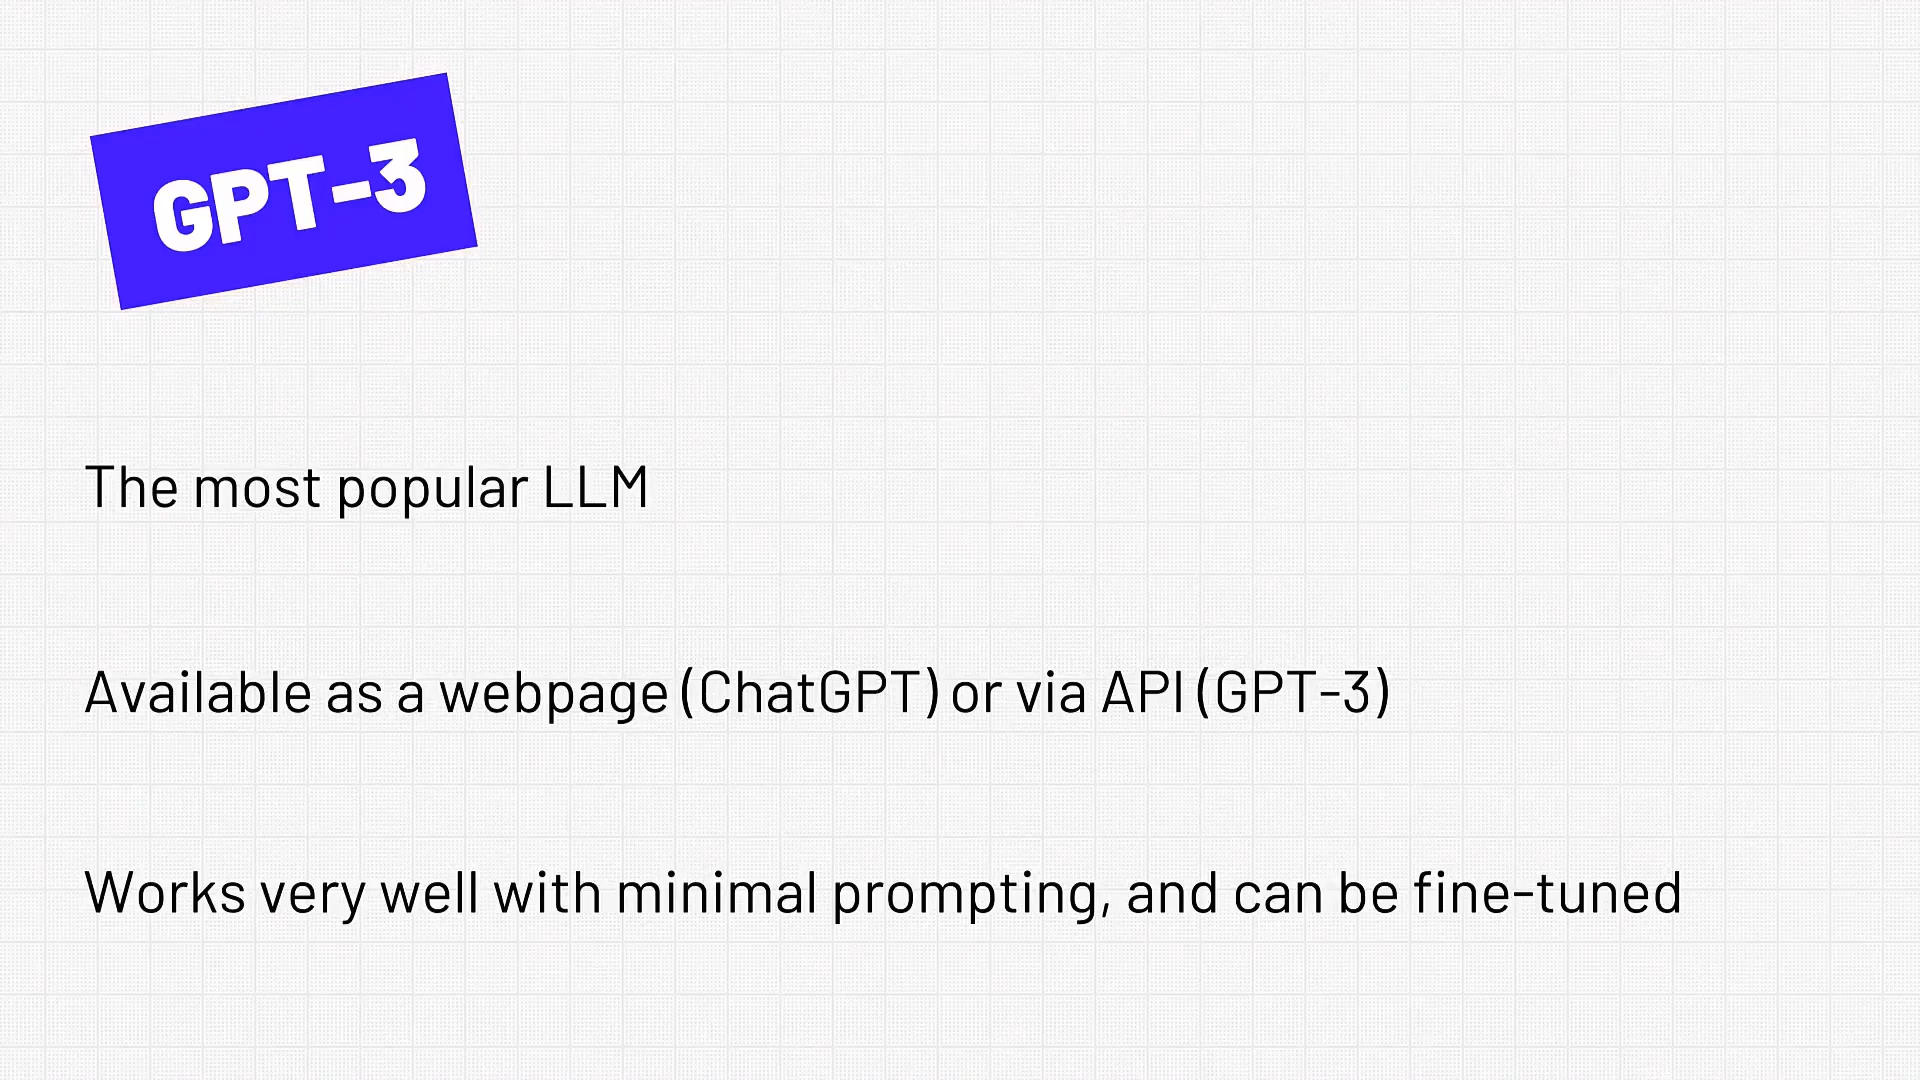 GPT-3
The most popular LLM
Available as a webpage (ChatGPT) or via API (GPT-3)
Works very well with minimal prompting, and can be fine-tuned